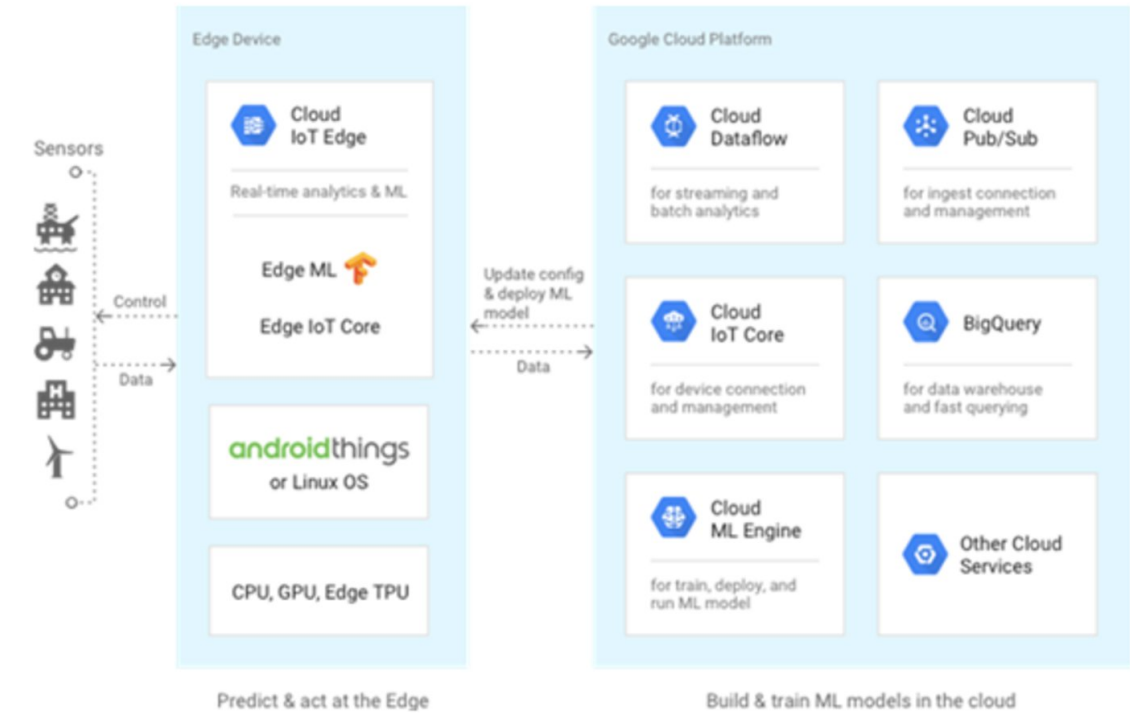 Edge Device
Google Cloud Platform
Sensors
Cloud
IoT Edge
Real-time analytics & ML
Edge ML
Edge IoT Core
androidthings
or Linux OS
CPU, GPU, Edge TPU
Control
Data
Update config
& deploy ML
model
Data
Cloud
Dataflow
for streaming and
batch analytics
Cloud
Pub/Sub
for ingest connection
and management
Cloud
IoT Core
for device connection
and management
BigQuery
for data warehouse
and fast querying
Cloud
ML Engine
for train, deploy, and
run ML model
Other Cloud
Services
Predict & act at the Edge
Build & train ML models in the cloud